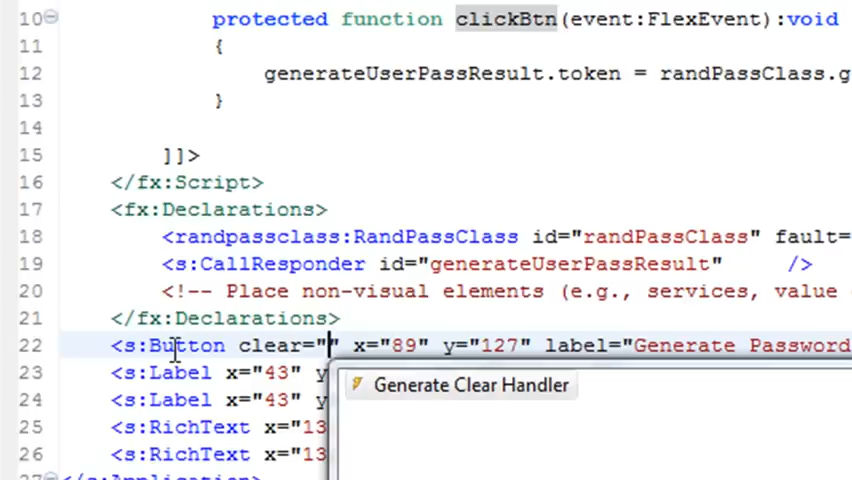 10 protected function clickBtn(event:FlexEvent):void
11 {
12 generateUserPassResult.token = randPassClass.g
13 }
14
15 ]]>
16 </fx:Script>
17 <fx:Declarations>
18 <randpassclass:RandPassClass id="randPassClass" fault=
19 <s:CallResponder id="generateUserPassResult" />
20 <!-- Place non-visual elements (e.g., services, value
21 </fx:Declarations>
22 <s:Button clear="" x="89" y="127" label="Generate Password
23 <s:Label x="43" y
Generate Clear Handler
24 <s:Label x="43" y
25 <s:RichText x="13
26 <s:RichText x="13
27 </s:Application>